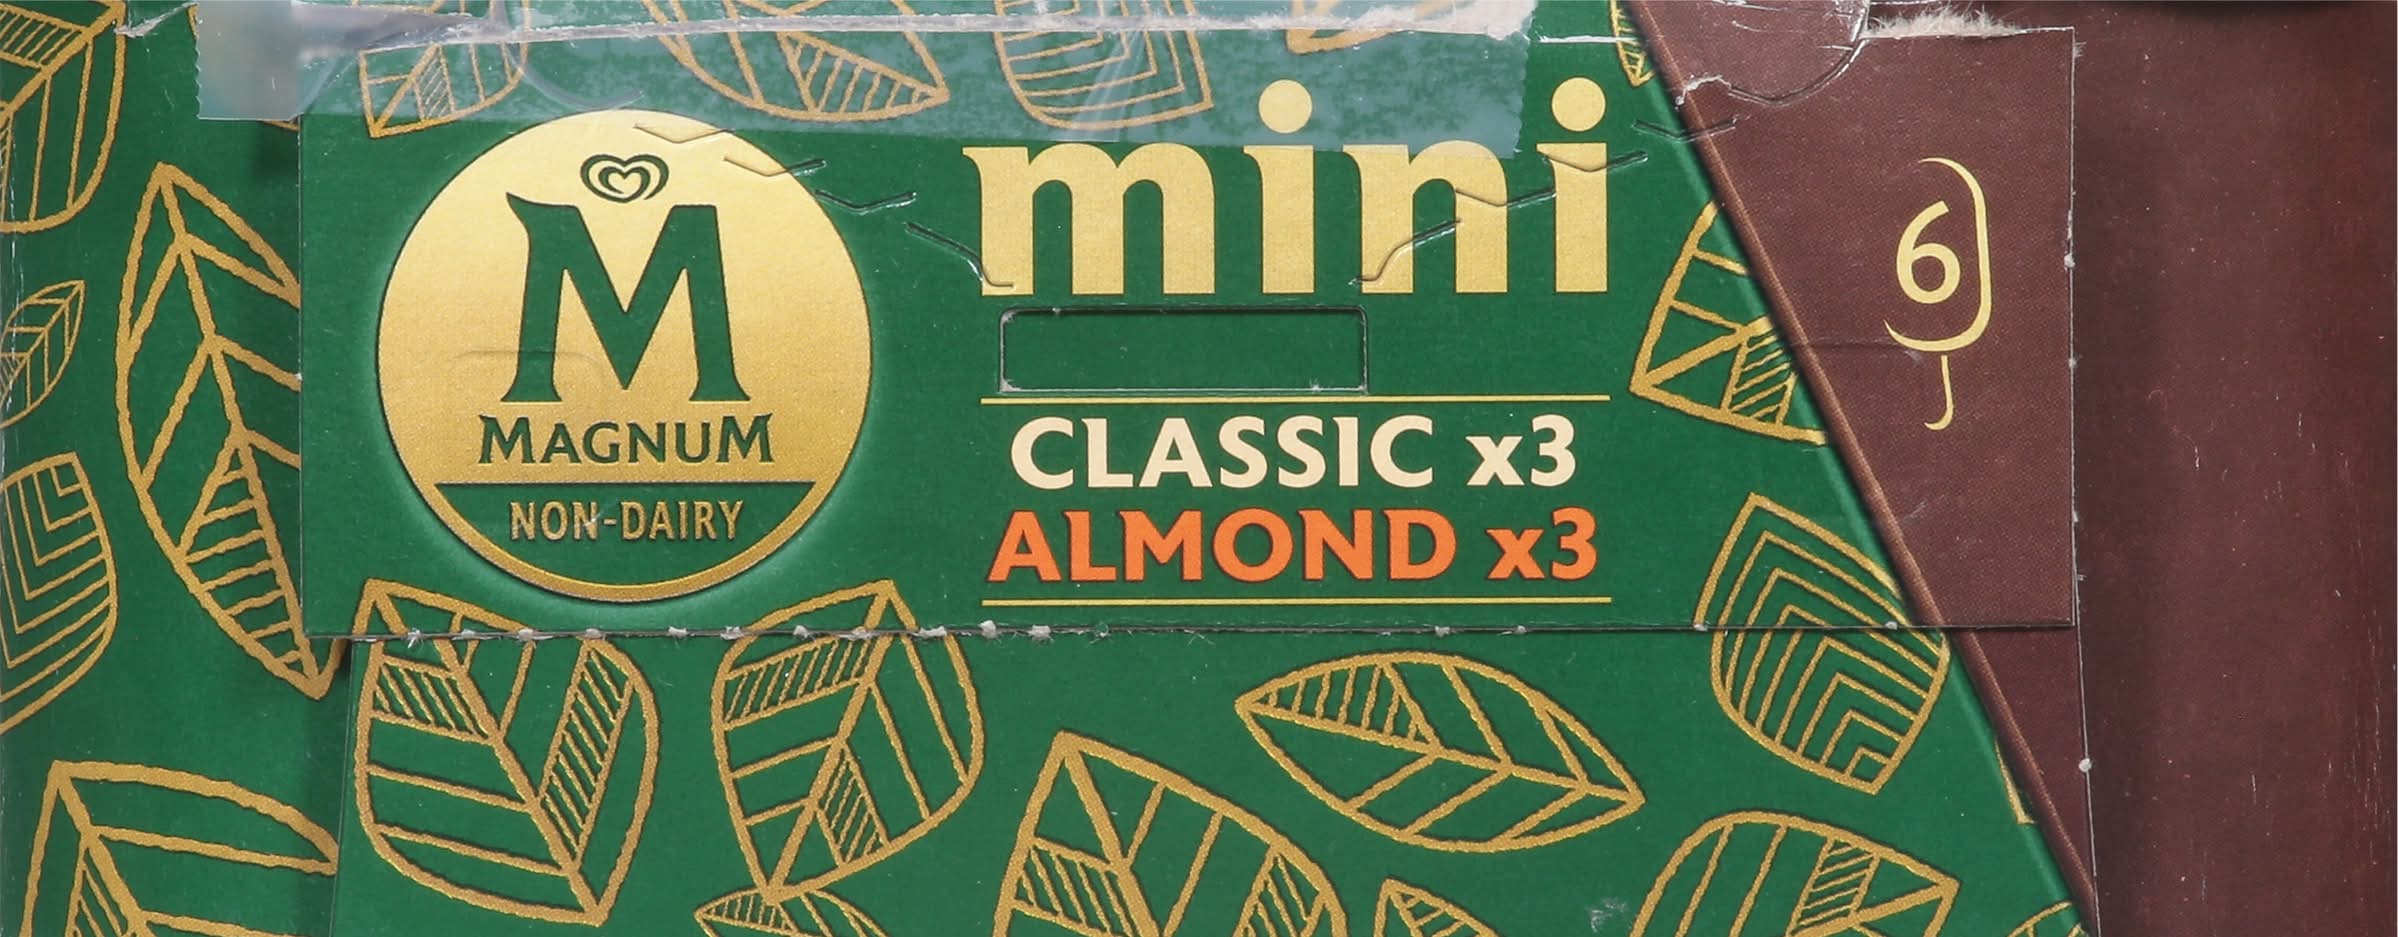 mini
6
M
MAGNUM
NON-DAIRY
CLASSIC x3
ALMOND x3